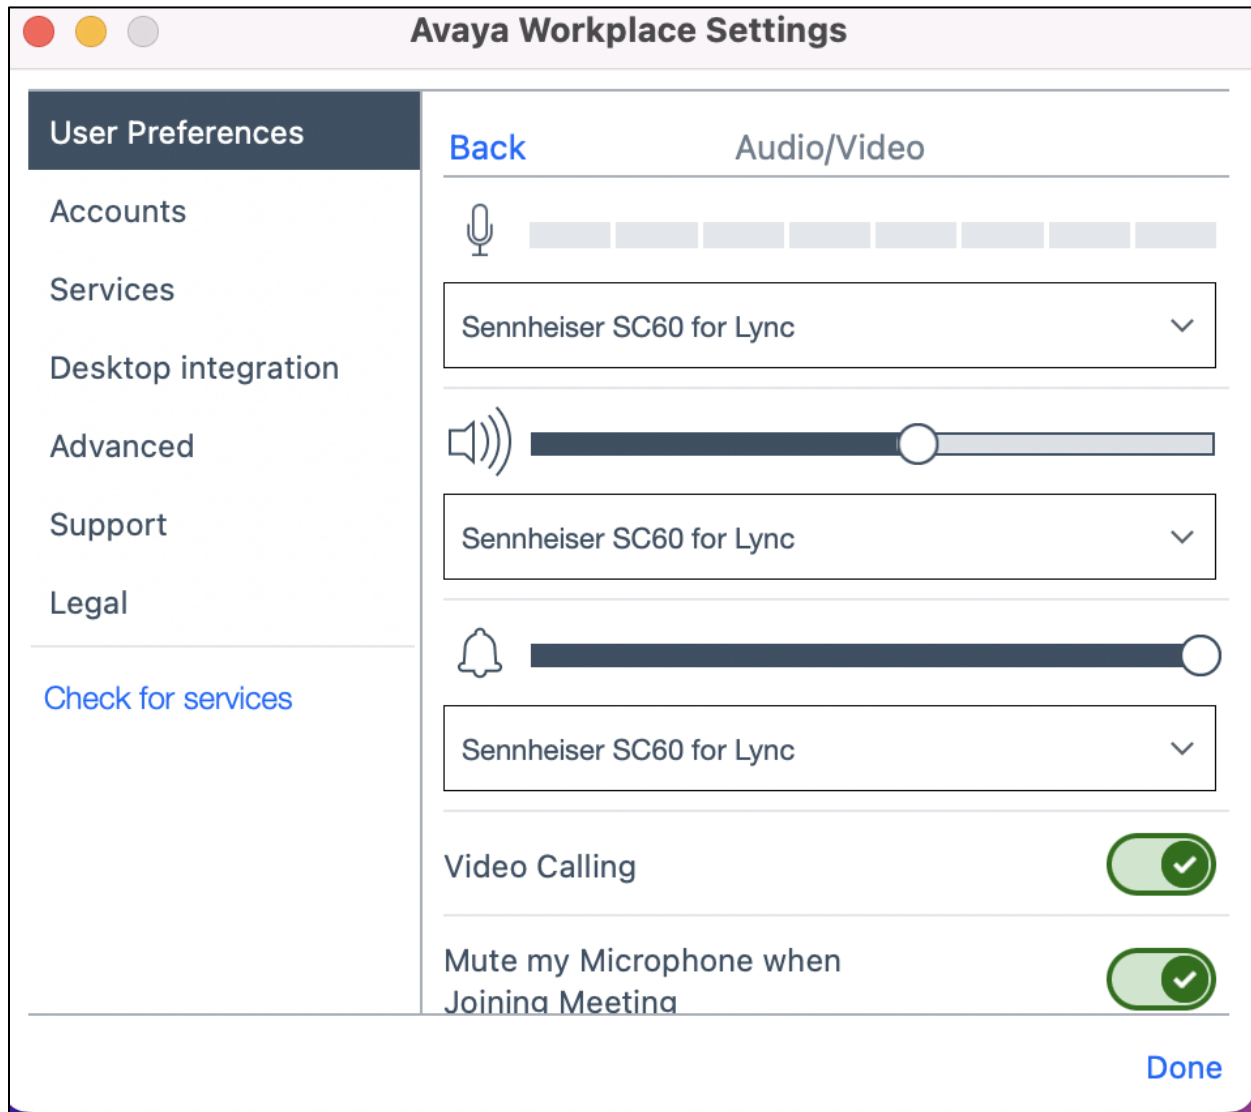 Avaya Workplace Settings
User Preferences
Accounts
Services
Desktop integration
Advanced
Support
Legal
Check for services
Back
Audio/Video
Sennheiser SC60 for Lync
Sennheiser SC60 for Lync
Sennheiser SC60 for Lync
Video Calling
Mute my Microphone when
Joining Meeting
Done